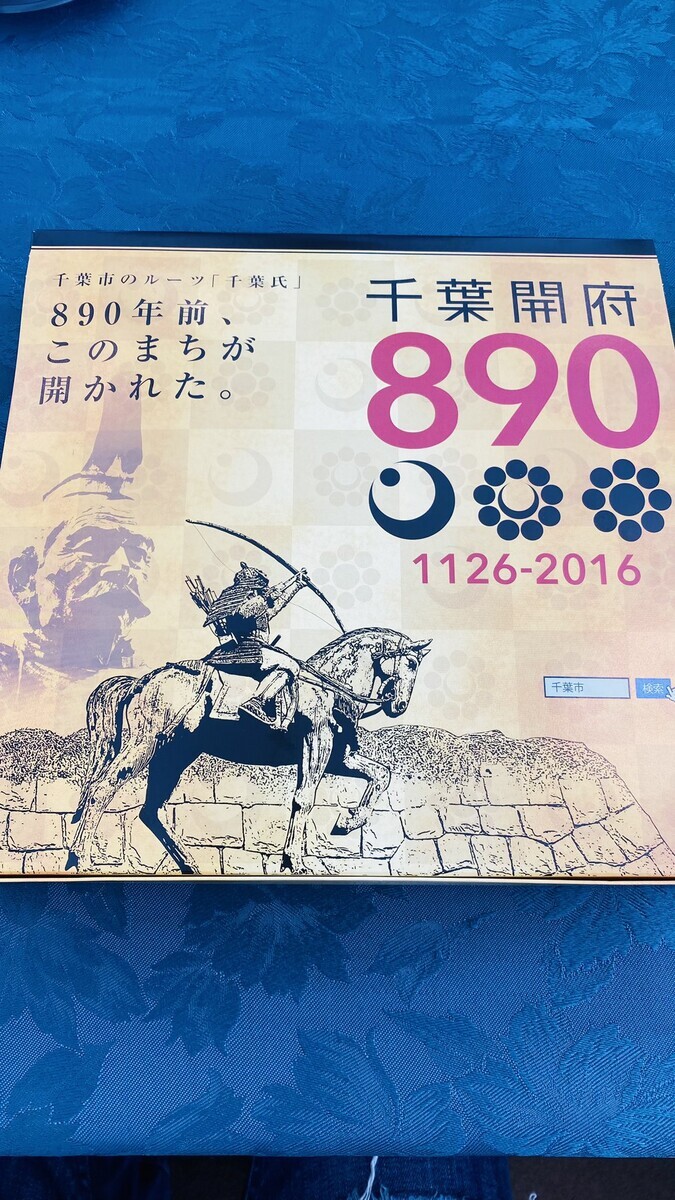 千葉市のルーツ「千葉氏」
890年前、
このまちが
開かれた。
千葉開府
890
1126-2016
千葉市
検索